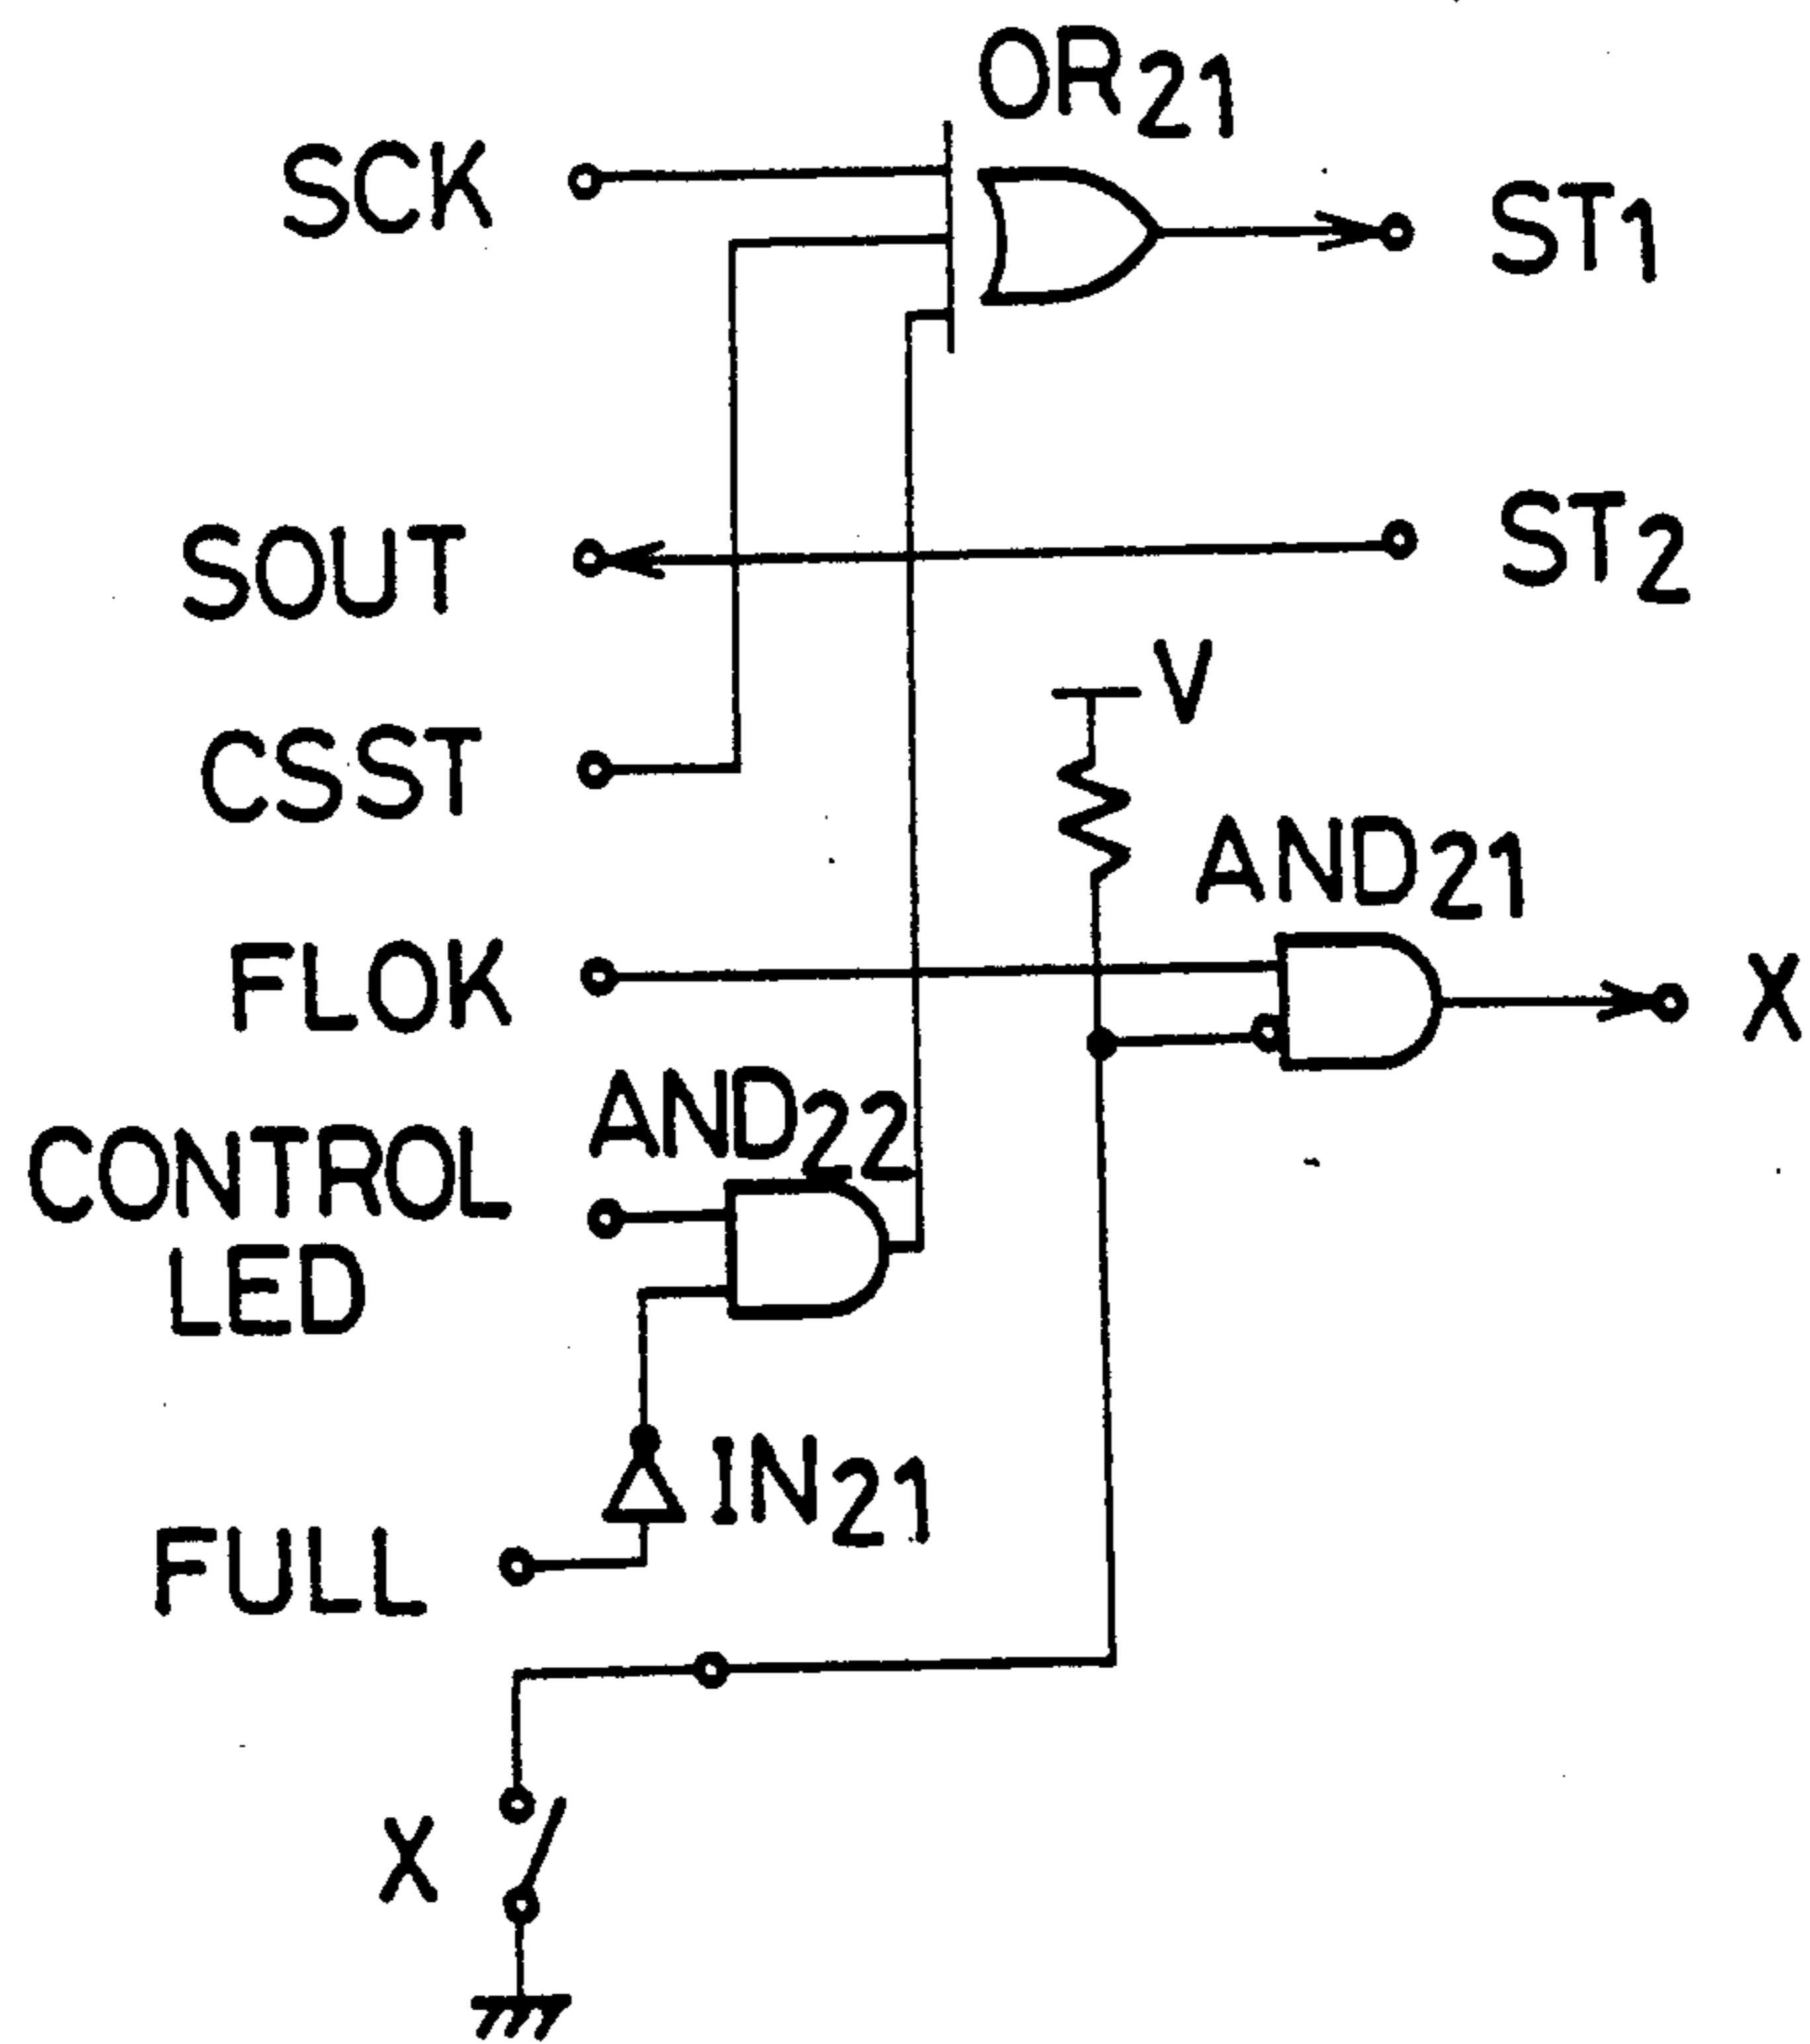 OR21
SCK
ST1
SOUT
ST2
V
CSST
AND21
FLOK
X
AND22
CONTROL
LED
IN21
FULL
X